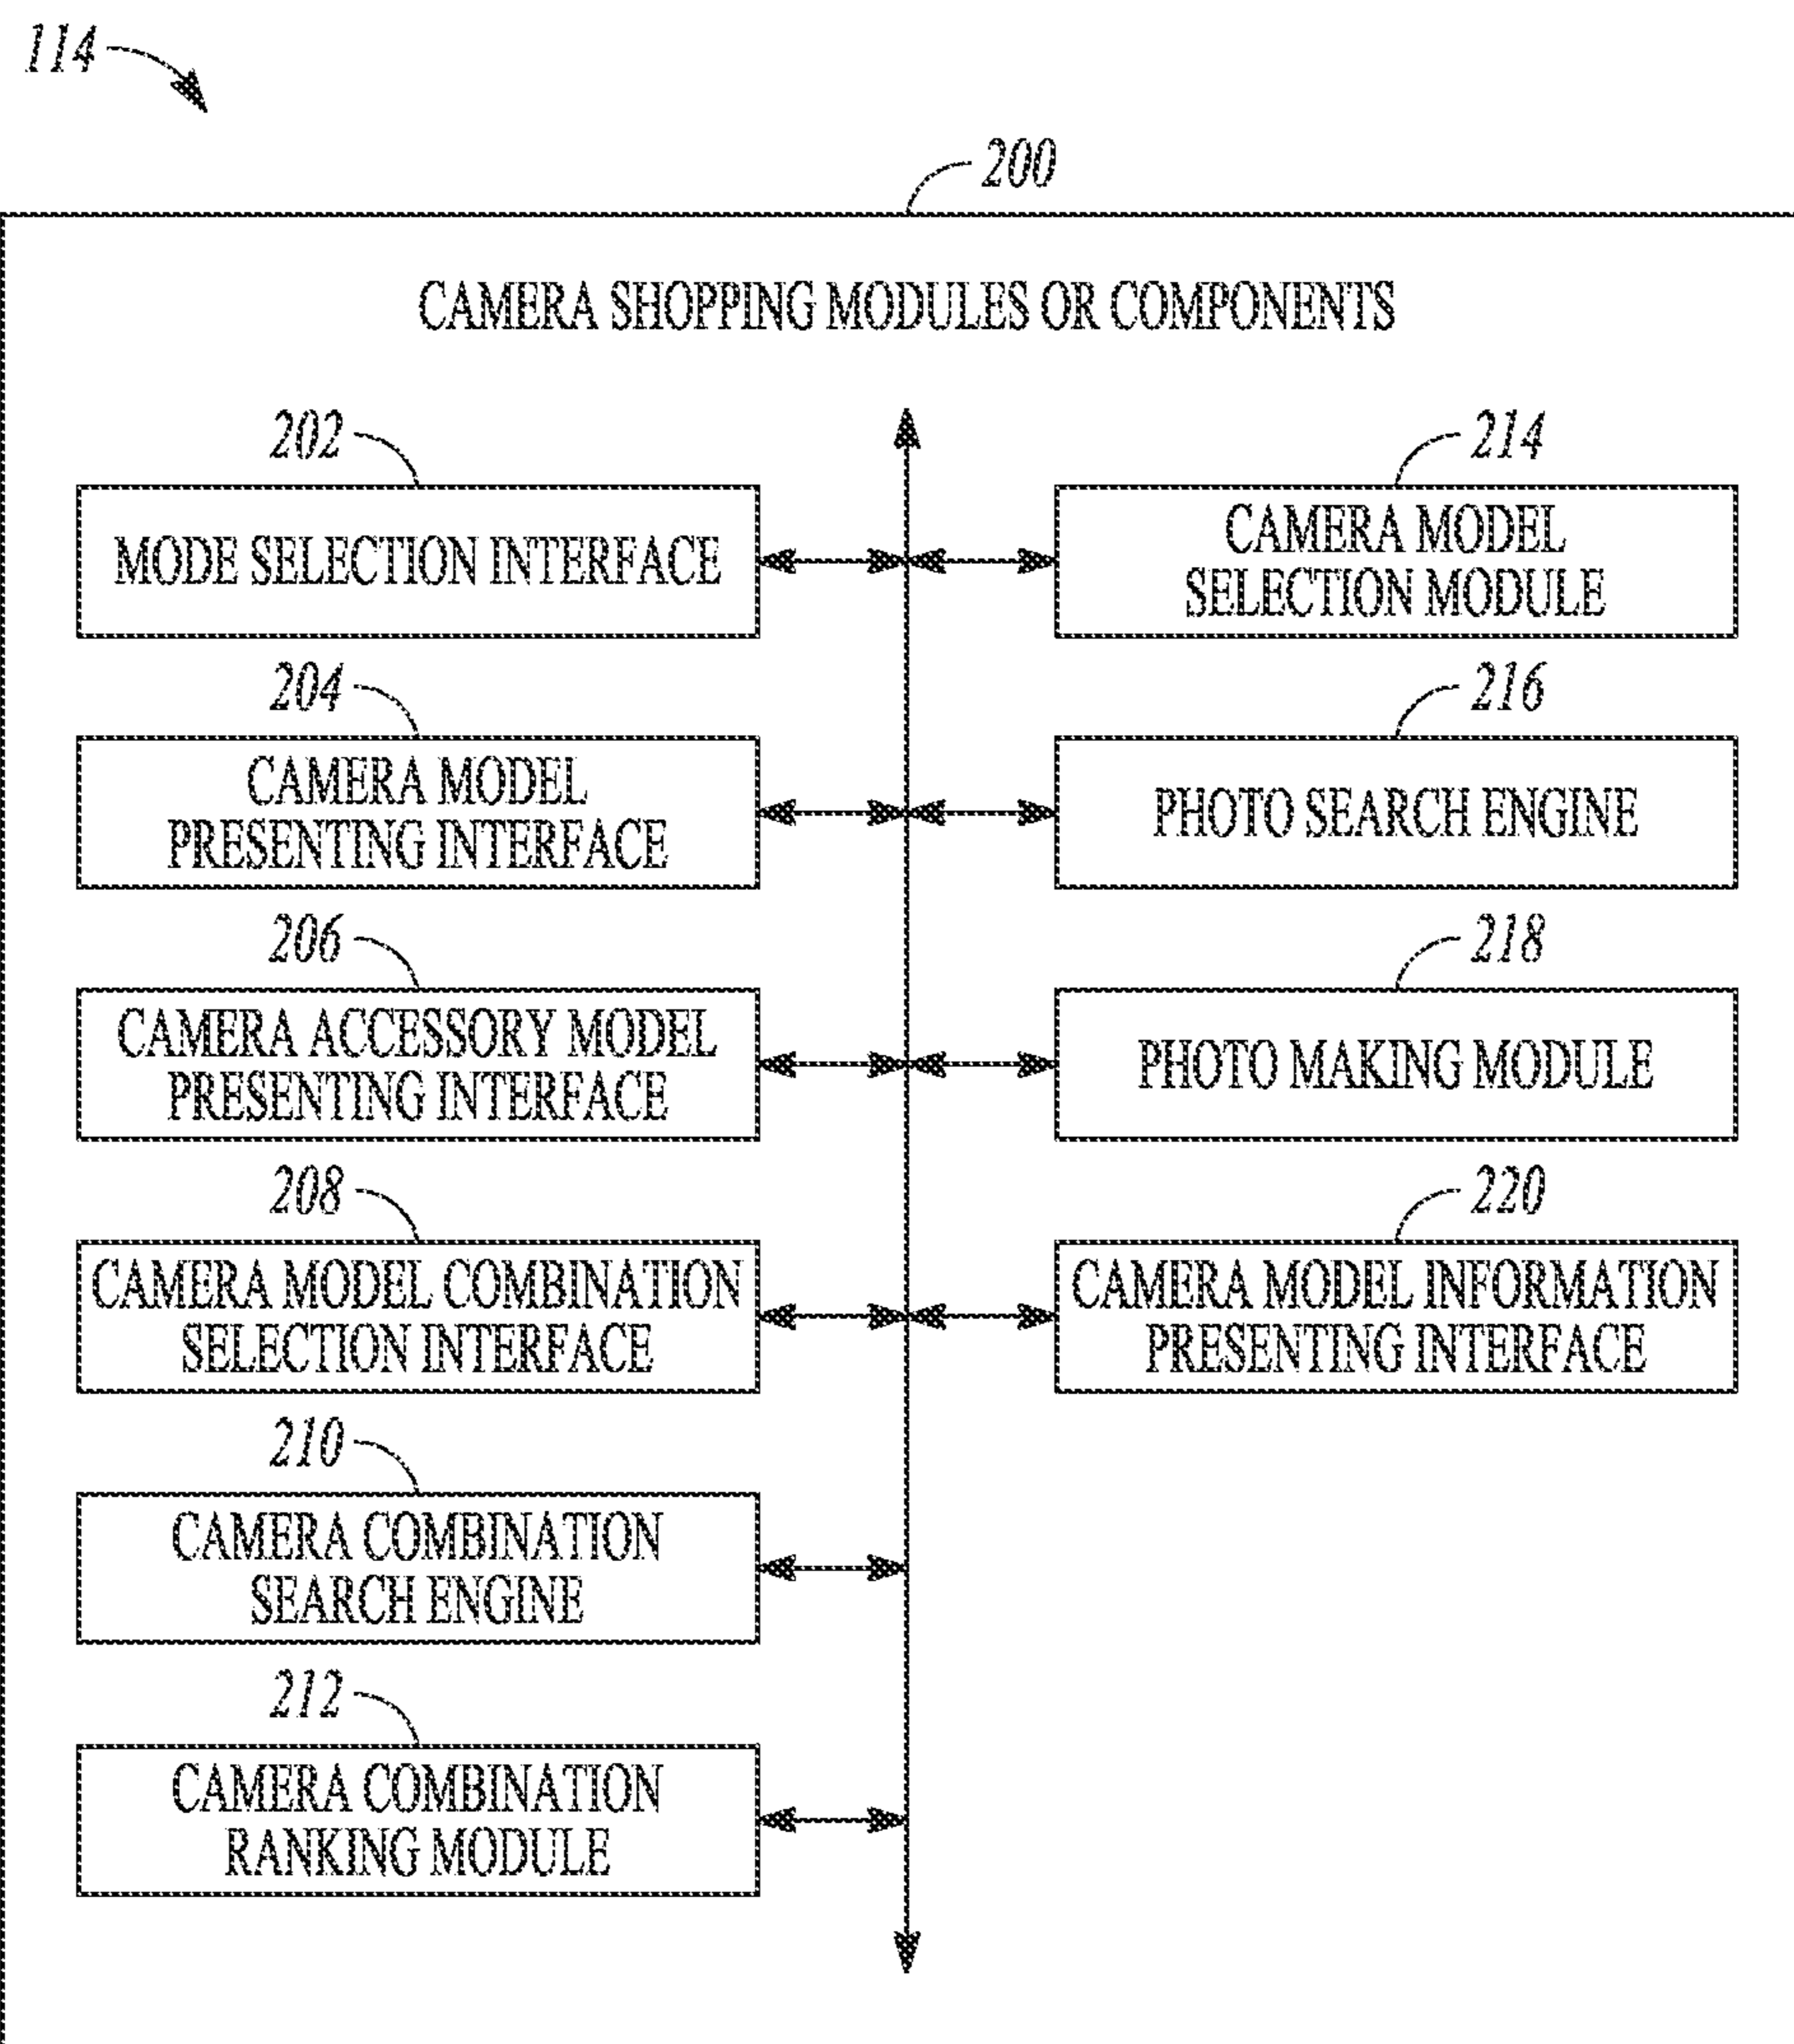 114
200
CAMERA SHOPPING MODULES OR COMPONENTS
202
MODE SELECTION INTERFACE
204
CAMERA MODEL
PRESENTING INTERFACE
206
CAMERA ACCESSORY MODEL
PRESENTING INTERFACE
208
CAMERA MODEL COMBINATION
SELECTION INTERFACE
210
CAMERA COMBINATION
SEARCH ENGINE
212
CAMERA COMBINATION
RANKING MODULE
214
CAMERA MODEL
SELECTION MODULE
216
PHOTO SEARCH ENGINE
218
PHOTO MAKING MODULE
220
CAMERA MODEL INFORMATION
PRESENTING INTERFACE